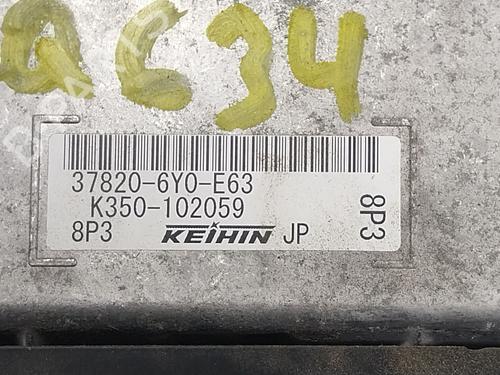 QC34
37820-6Y0-E63
K350-102059
8P3 KEIHIN JP
8P3